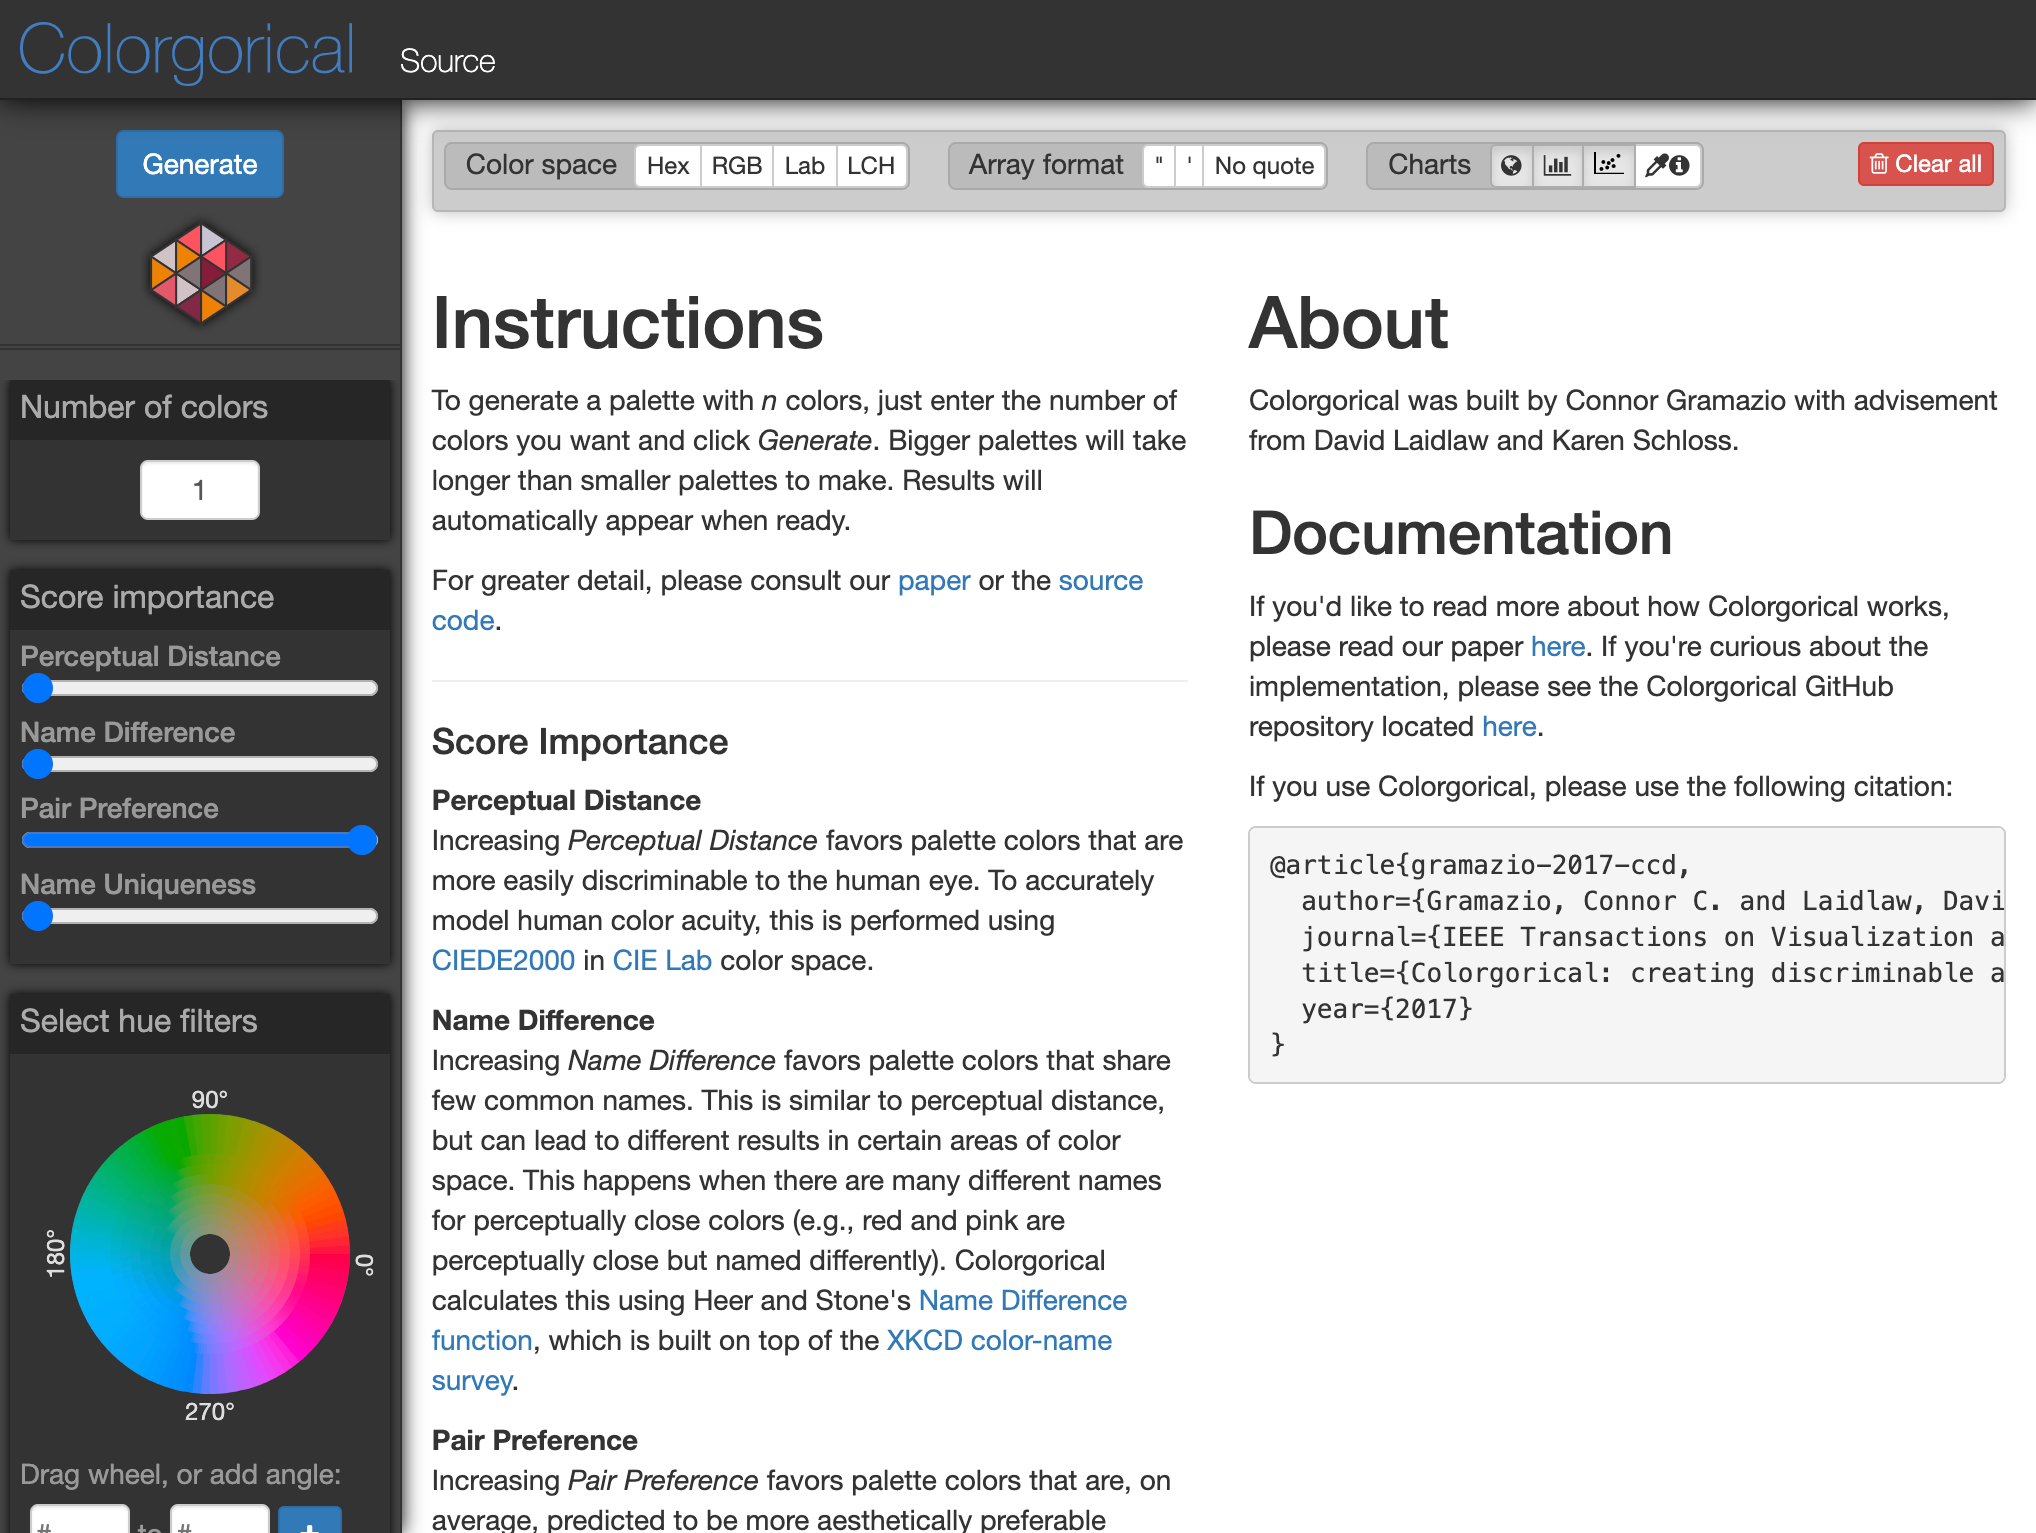 Colorgorical
Source
Generate
Number of colors
1
Score importance
Perceptual Distance
Name Difference
Pair Preference
Name Uniqueness
Select hue filters
90°
180°
0°
270°
Drag wheel, or add angle:
# to # +
Color space Hex RGB Lab LCH
Array format " ' No quote
Charts
Clear all
Instructions
To generate a palette with n colors, just enter the number of
colors you want and click Generate. Bigger palettes will take
longer than smaller palettes to make. Results will
automatically appear when ready.
For greater detail, please consult our paper or the source
code.
Score Importance
Perceptual Distance
Increasing Perceptual Distance favors palette colors that are
more easily discriminable to the human eye. To accurately
model human color acuity, this is performed using
CIEDE2000 in CIE Lab color space.
Name Difference
Increasing Name Difference favors palette colors that share
few common names. This is similar to perceptual distance,
but can lead to different results in certain areas of color
space. This happens when there are many different names
for perceptually close colors (e.g., red and pink are
perceptually close but named differently). Colorgorical
calculates this using Heer and Stone's Name Difference
function, which is built on top of the XKCD color-name
survey.
Pair Preference
Increasing Pair Preference favors palette colors that are, on
average, predicted to be more aesthetically preferable
About
Colorgorical was built by Connor Gramazio with advisement
from David Laidlaw and Karen Schloss.
Documentation
If you'd like to read more about how Colorgorical works,
please read our paper here. If you're curious about the
implementation, please see the Colorgorical GitHub
repository located here.
If you use Colorgorical, please use the following citation:
@article{gramazio-2017-ccd,
author={Gramazio, Connor C. and Laidlaw, Davi
journal={IEEE Transactions on Visualization a
title={Colorgorical: creating discriminable a
year={2017}
}